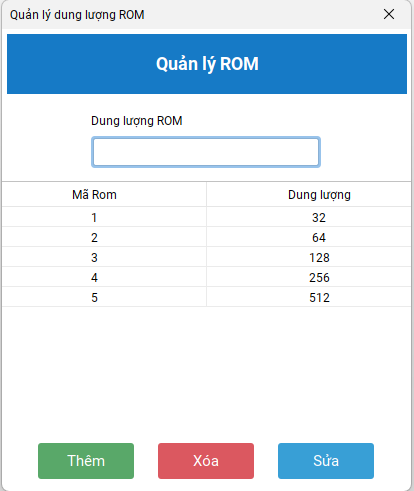 Quản lý dung lượng ROM
Quản lý ROM
Dung lượng ROM
Mã Rom Dung lượng
1 32
2 64
3 128
4 256
5 512
Thêm Xóa Sửa